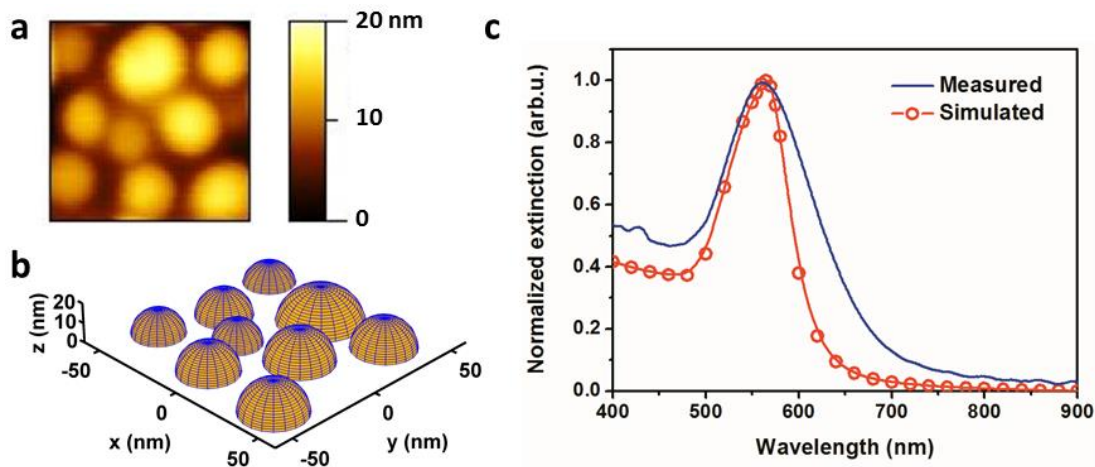 a
20 nm
10
0
b
z (nm)
20
10
0
-50
0
50
x (nm)
-50
0
50
y (nm)
c
Normalized extinction (arb.u.)
1.0
0.8
0.6
0.4
0.2
0.0
Measured
Simulated
400 500 600 700 800 900
Wavelength (nm)